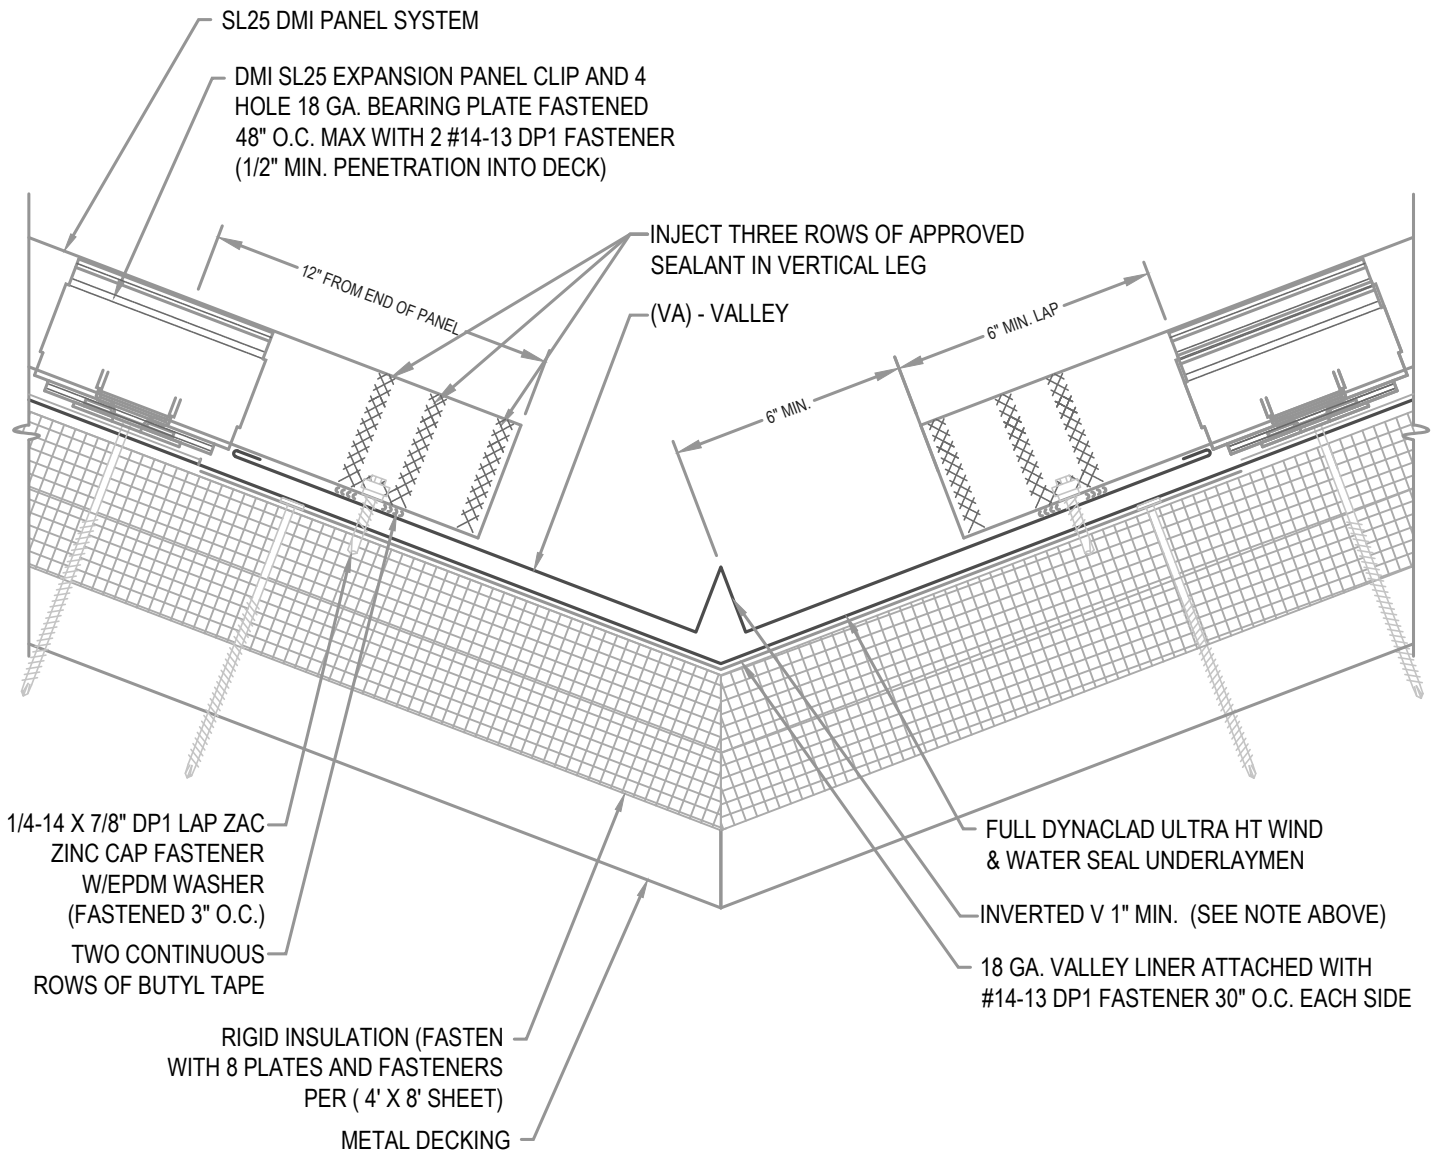 SL25 DMI PANEL SYSTEM
DMI SL25 EXPANSION PANEL CLIP AND 4
HOLE 18 GA. BEARING PLATE FASTENED
48" O.C. MAX WITH 2 #14-13 DP1 FASTENER
(1/2" MIN. PENETRATION INTO DECK)
INJECT THREE ROWS OF APPROVED
SEALANT IN VERTICAL LEG
(VA) - VALLEY
12" FROM END OF PANEL
6" MIN. LAP
6" MIN.
1/4-14 X 7/8" DP1 LAP ZAC
ZINC CAP FASTENER
W/EPDM WASHER
(FASTENED 3" O.C.)
TWO CONTINUOUS
ROWS OF BUTYL TAPE
RIGID INSULATION (FASTEN
WITH 8 PLATES AND FASTENERS
PER ( 4' X 8' SHEET)
METAL DECKING
FULL DYNACLAD ULTRA HT WIND
& WATER SEAL UNDERLAYMEN
INVERTED V 1" MIN. (SEE NOTE ABOVE)
18 GA. VALLEY LINER ATTACHED WITH
#14-13 DP1 FASTENER 30" O.C. EACH SIDE